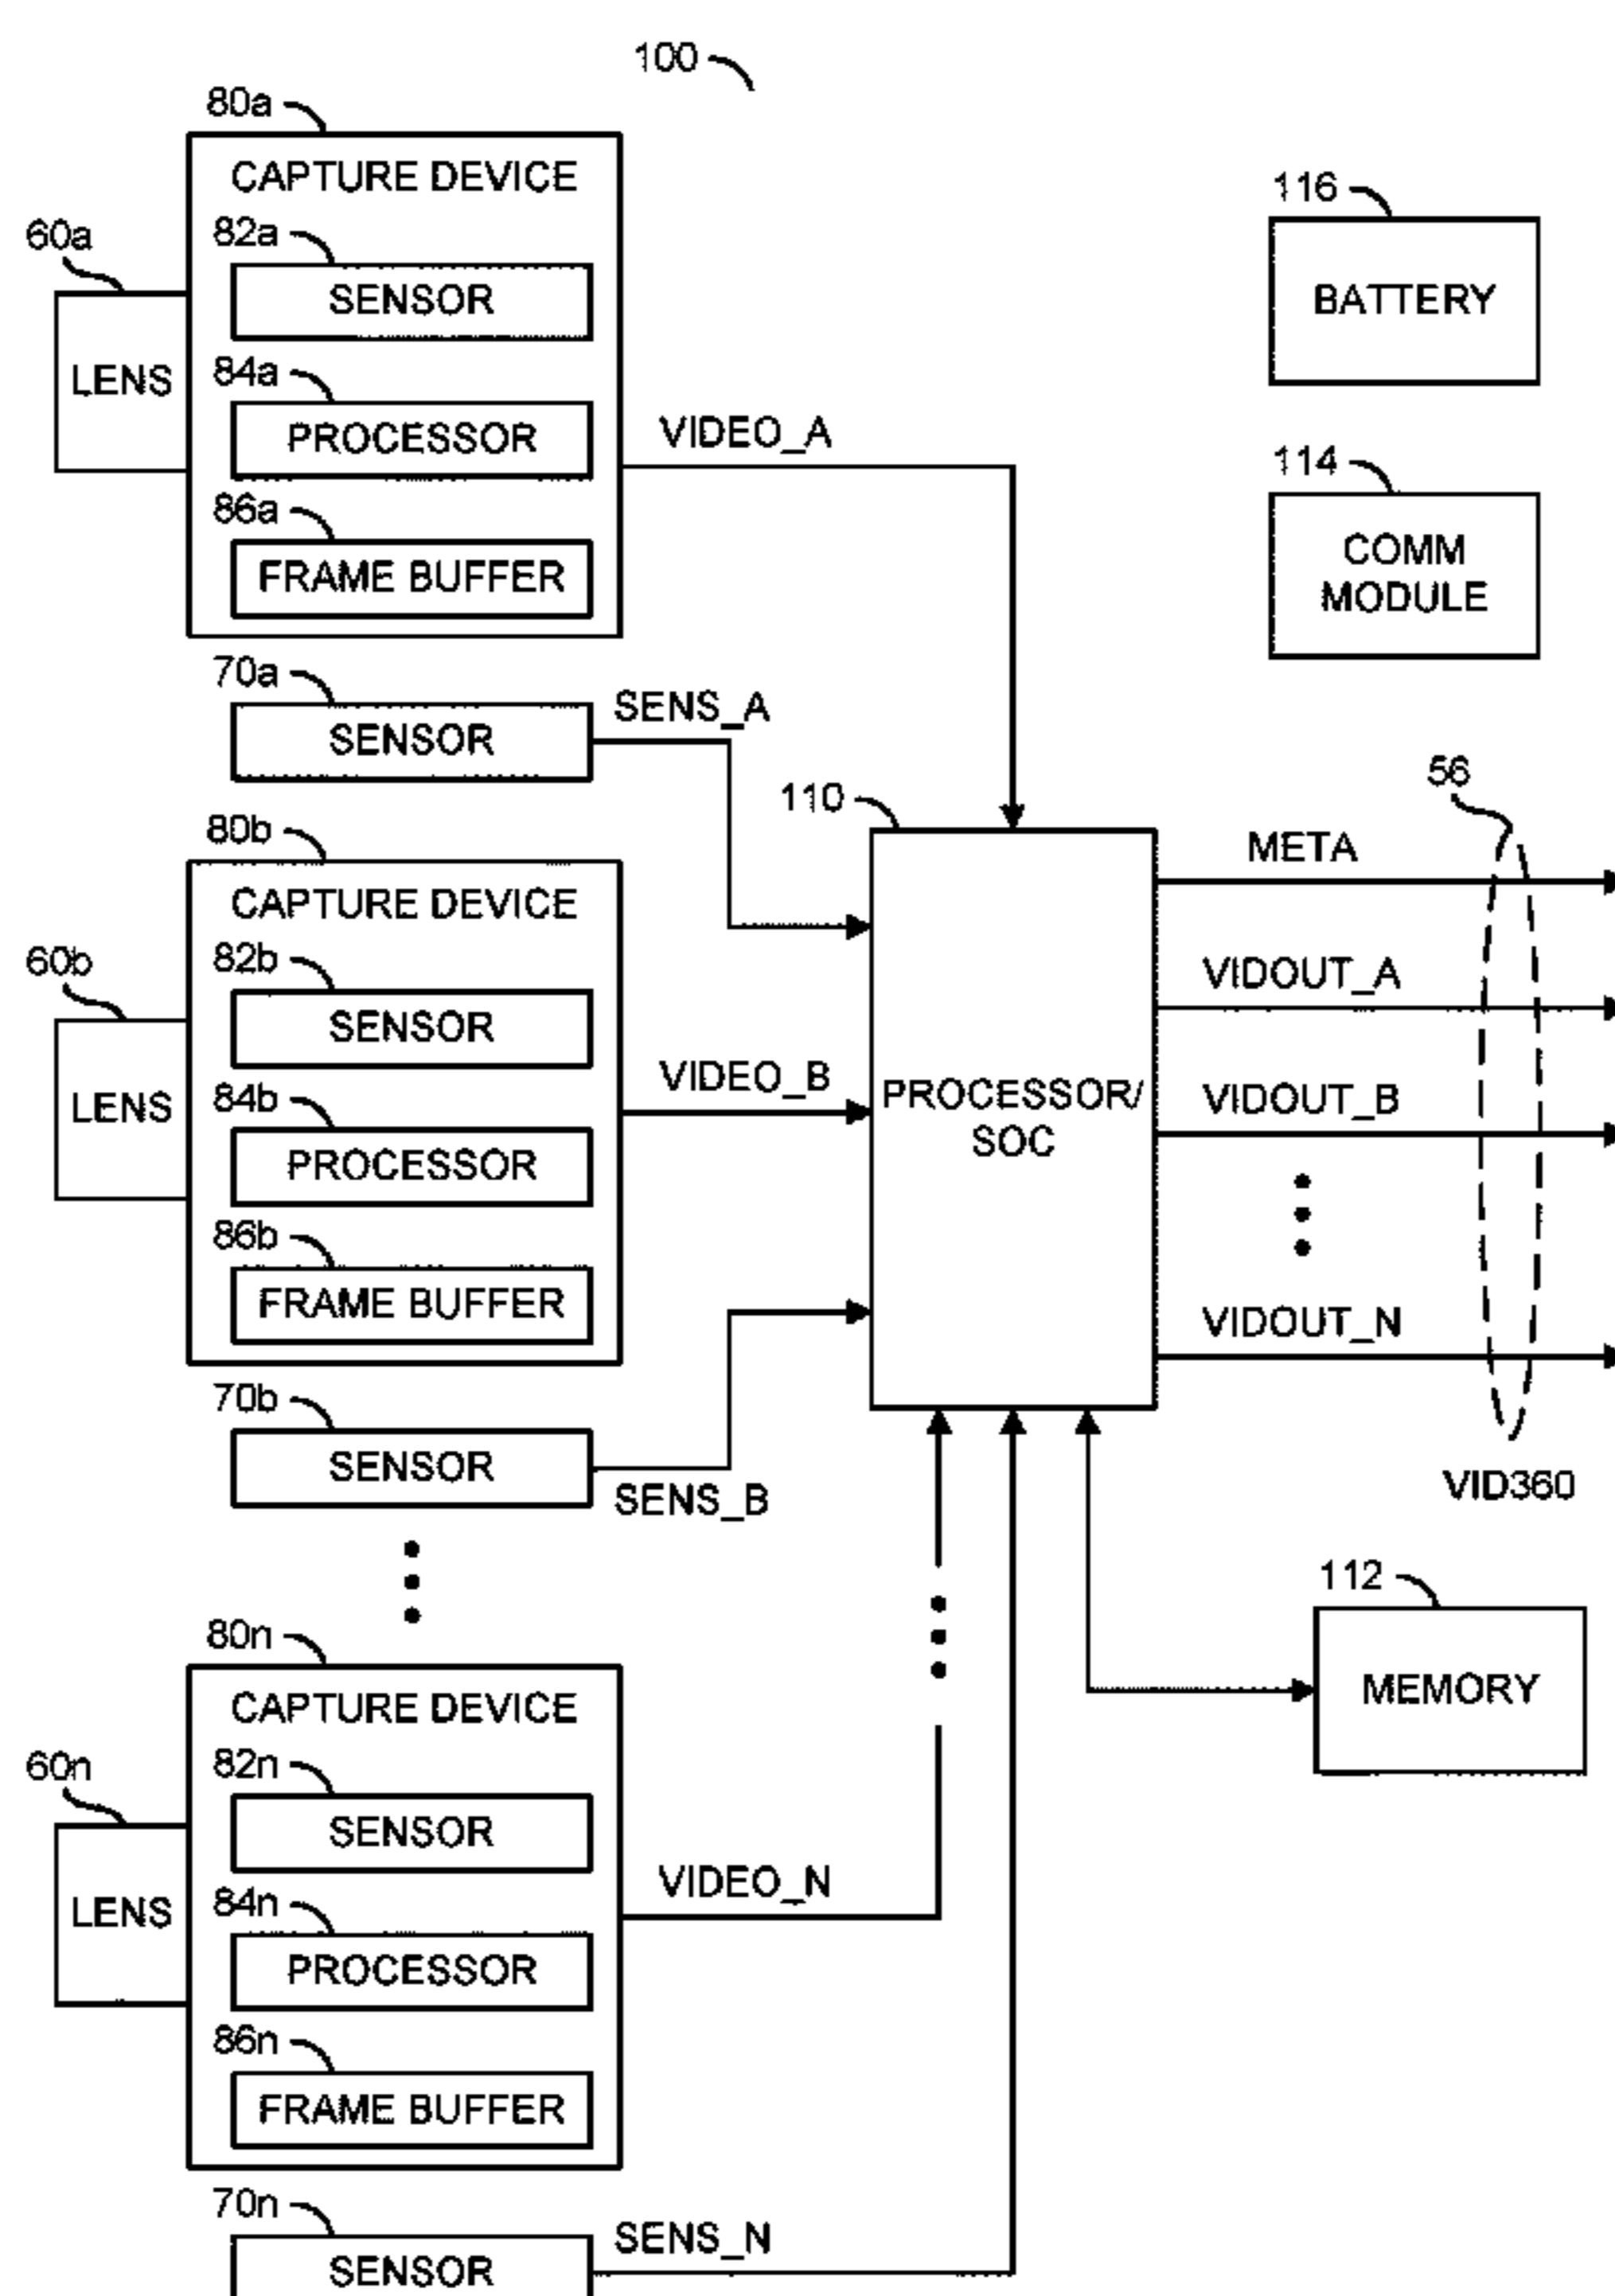 100
80a
CAPTURE DEVICE
116
60a
82a
SENSOR
BATTERY
LENS
84a
PROCESSOR
VIDEO_A
114
86a
FRAME BUFFER
COMM
MODULE
70a
SENSOR
SENS_A
110
56
80b
META
CAPTURE DEVICE
60b
82b
VIDOUT_A
SENSOR
LENS
84b
VIDEO_B
PROCESSOR/
SOC
VIDOUT_B
PROCESSOR
86b
FRAME BUFFER
VIDOUT_N
70b
SENSOR
SENS_B
VID360
112
80n
CAPTURE DEVICE
MEMORY
60n
82n
SENSOR
LENS
84n
VIDEO_N
PROCESSOR
86n
FRAME BUFFER
70n
SENSOR
SENS_N